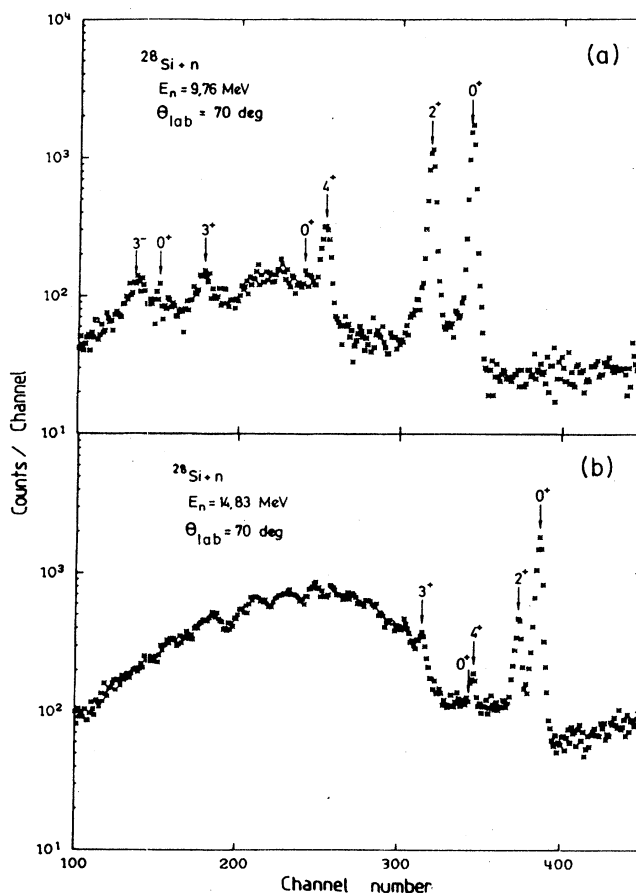 10⁴
(a)
²⁸Si+n
Eₙ = 9,76 MeV
Θlab = 70 deg
0⁺
2⁺
10³
4⁺
3⁻ 0⁺ 3⁺ 0⁺
10²
10¹
Counts / Channel
(b)
²⁸Si+n
Eₙ = 14,83 MeV
Θlab = 70 deg
0⁺
10³
2⁺
3⁺
0⁺ 4⁺
10²
10¹
100 200 300 400
Channel number